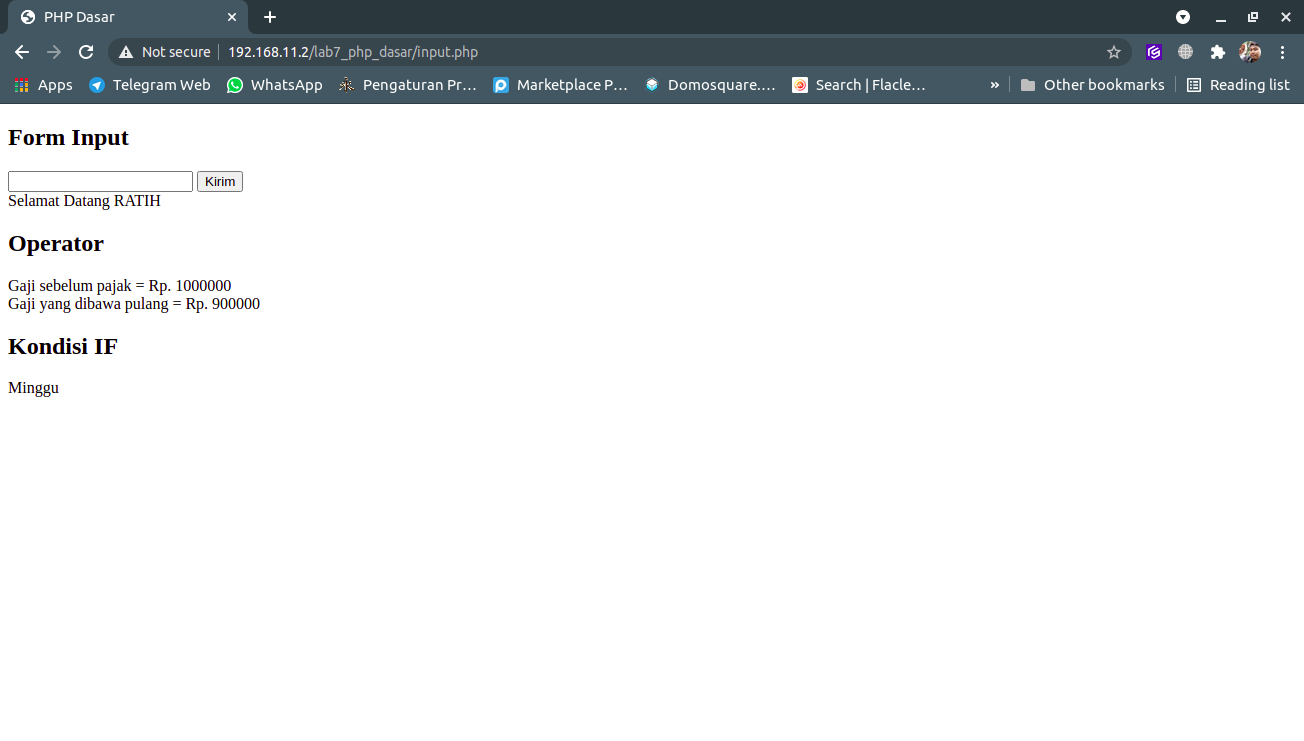 PHP Dasar
Not secure 192.168.11.2/lab7_php_dasar/input.php
Apps Telegram Web WhatsApp Pengaturan Pr... Marketplace P... Domosquare.... Search | Flacle... » Other bookmarks Reading list
Form Input
Kirim
Selamat Datang RATIH
Operator
Gaji sebelum pajak = Rp. 1000000
Gaji yang dibawa pulang = Rp. 900000
Kondisi IF
Minggu